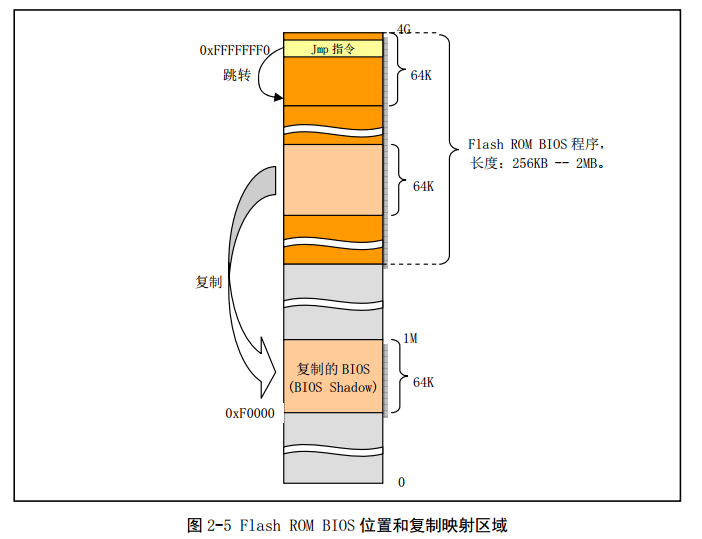 4G
0xFFFFFFF0
Jmp 指令
跳转
64K
Flash ROM BIOS 程序，
长度：256KB -- 2MB。
64K
复制
1M
复制的 BIOS
(BIOS Shadow)
64K
0xF0000
0
图 2-5 Flash ROM BIOS 位置和复制映射区域